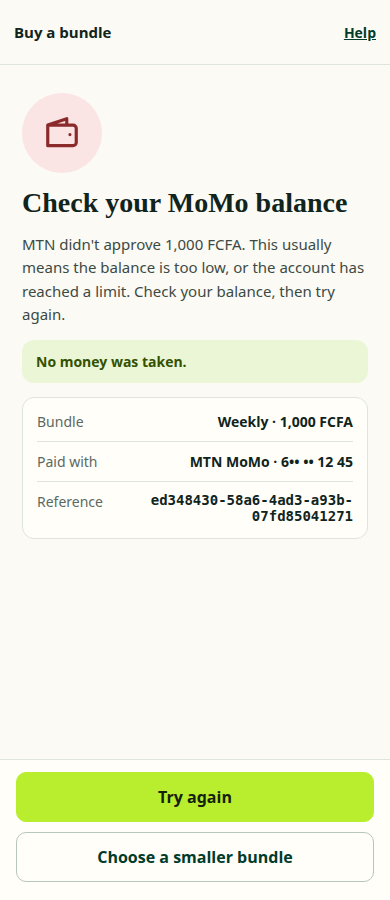 Buy a bundle
Help
Check your MoMo balance
MTN didn't approve 1,000 FCFA. This usually
means the balance is too low, or the account has
reached a limit. Check your balance, then try
again.
No money was taken.
Bundle Weekly · 1,000 FCFA
Paid with MTN MoMo · 6•• •• 12 45
Reference ed348430-58a6-4ad3-a93b-
07fd85041271
Try again
Choose a smaller bundle